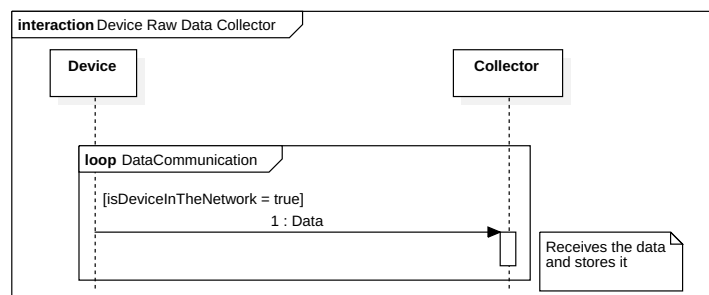 interaction Device Raw Data Collector
Device
Collector
loop DataCommunication
[isDeviceInTheNetwork = true]
1 : Data
Receives the data
and stores it